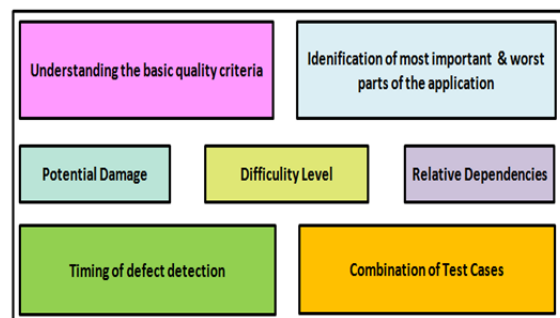 Understanding the basic quality criteria
Idenification of most important & worst
parts of the application
Potential Damage
Difficulity Level
Relative Dependencies
Timing of defect detection
Combination of Test Cases